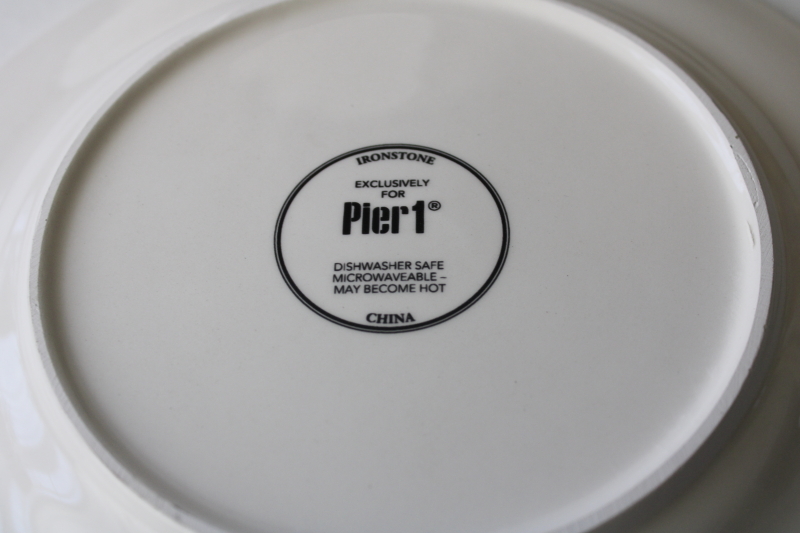 IRONSTONE
EXCLUSIVELY
FOR
Pier1®
DISHWASHER SAFE
MICROWAVEABLE –
MAY BECOME HOT
CHINA